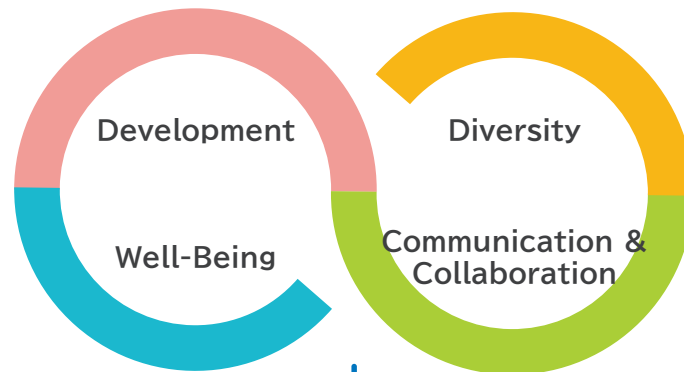 Development
Diversity
Well-Being
Communication &
Collaboration